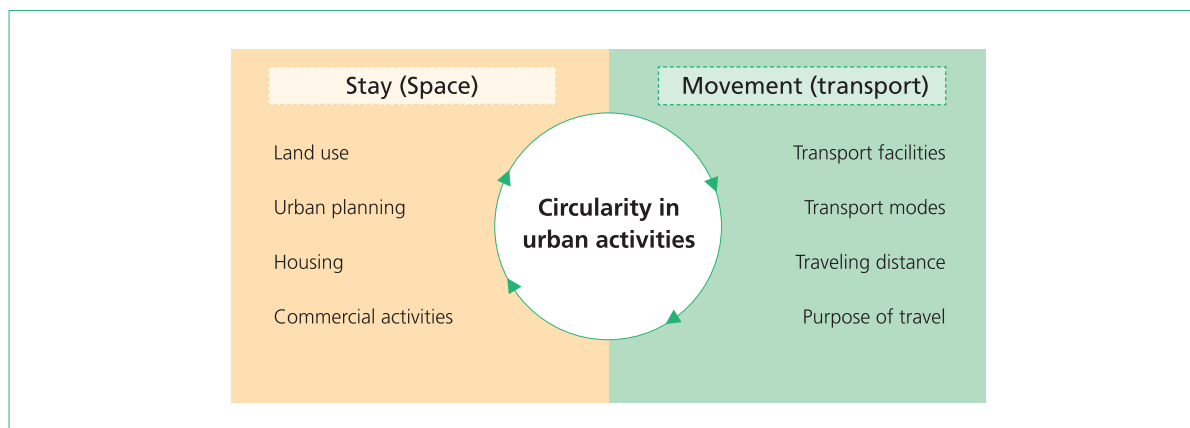 Stay (Space)
Land use
Urban planning
Housing
Commercial activities
Circularity in
urban activities
Movement (transport)
Transport facilities
Transport modes
Traveling distance
Purpose of travel